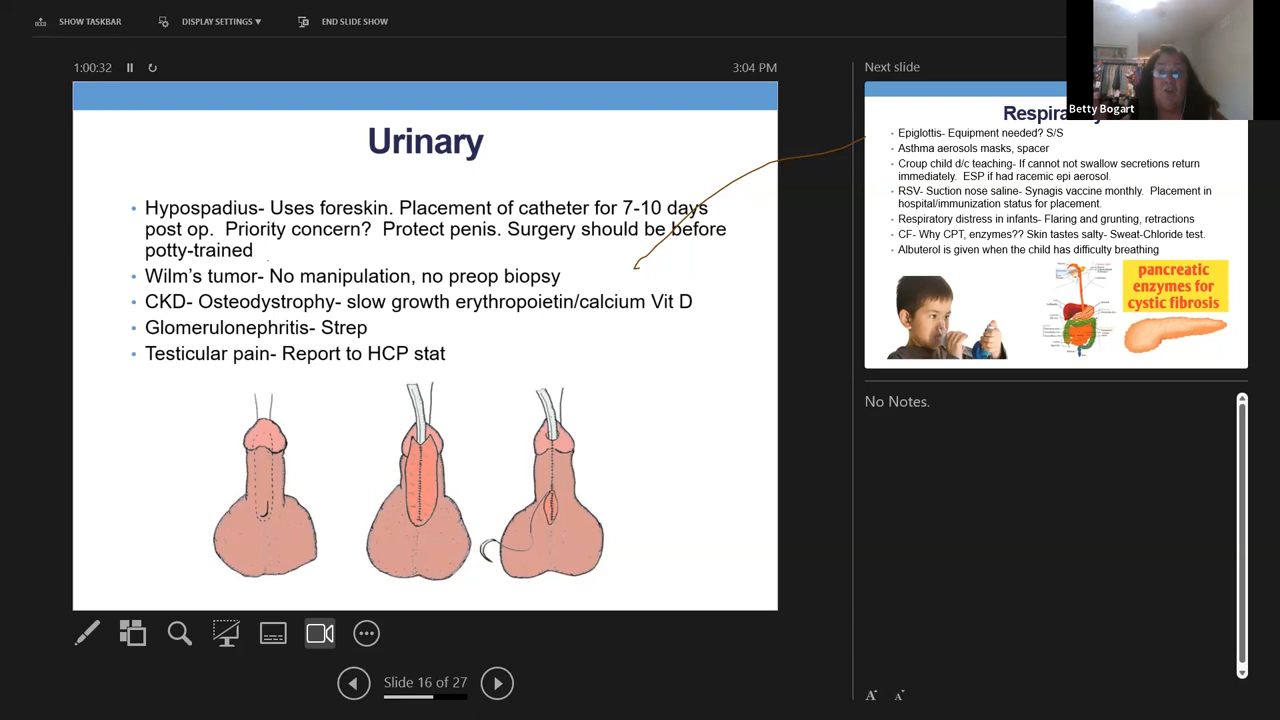 SHOW TASKBAR
DISPLAY SETTINGS ▼
END SLIDE SHOW
1:00:32
3:04 PM
Urinary
• Hypospadius- Uses foreskin. Placement of catheter for 7-10 days
post op.  Priority concern?  Protect penis. Surgery should be before
potty-trained
• Wilm's tumor- No manipulation, no preop biopsy
• CKD- Osteodystrophy- slow growth erythropoietin/calcium Vit D
• Glomerulonephritis- Strep
• Testicular pain- Report to HCP stat
Slide 16 of 27
Next slide
Betty Bogart
Respiratory
• Epiglottis- Equipment needed? S/S
• Asthma aerosols masks, spacer
• Croup child d/c teaching- If cannot not swallow secretions return
immediately.  ESP if had racemic epi aerosol.
• RSV- Suction nose saline- Synagis vaccine monthly.  Placement in
hospital/immunization status for placement.
• Respiratory distress in infants- Flaring and grunting, retractions
• CF- Why CPT, enzymes?? Skin tastes salty- Sweat-Chloride test.
• Albuterol is given when the child has difficulty breathing
pancreatic
enzymes for
cystic fibrosis
No Notes.
A A